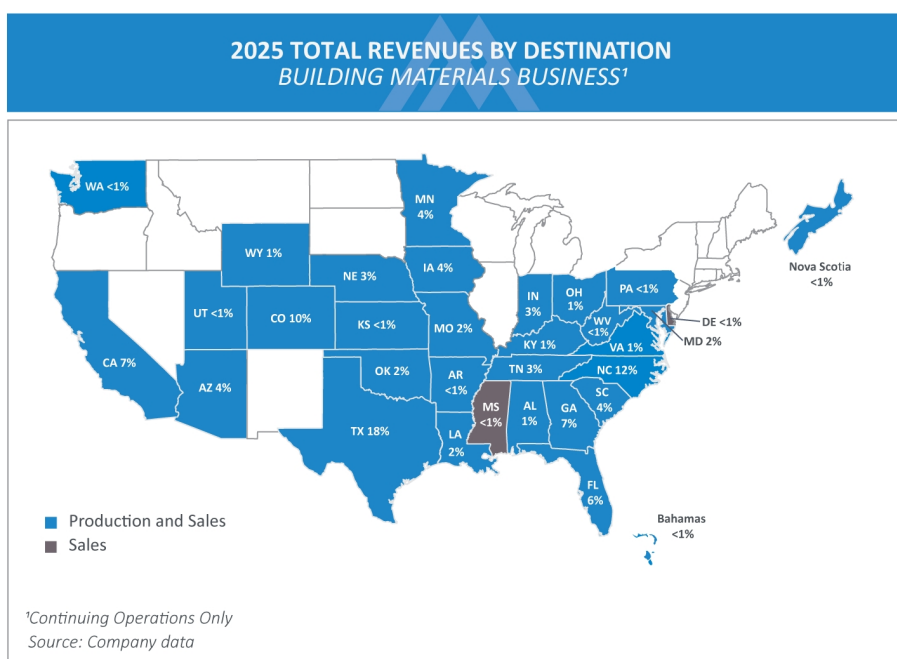 2025 TOTAL REVENUES BY DESTINATION
BUILDING MATERIALS BUSINESS¹
WA <1%
MN
4%
WY 1%
Nova Scotia
<1%
IA 4%
NE 3%
PA <1%
IN
3%
OH
1%
UT <1%
CO 10%
WV
<1%
DE <1%
KS <1%
MO 2%
MD 2%
KY 1%
VA 1%
CA 7%
TN 3%
NC 12%
OK 2%
AR
<1%
AZ 4%
SC
4%
MS
<1%
AL
1%
GA
7%
TX 18%
LA
2%
FL
6%
Production and Sales
Sales
Bahamas
<1%
¹Continuing Operations Only
Source: Company data